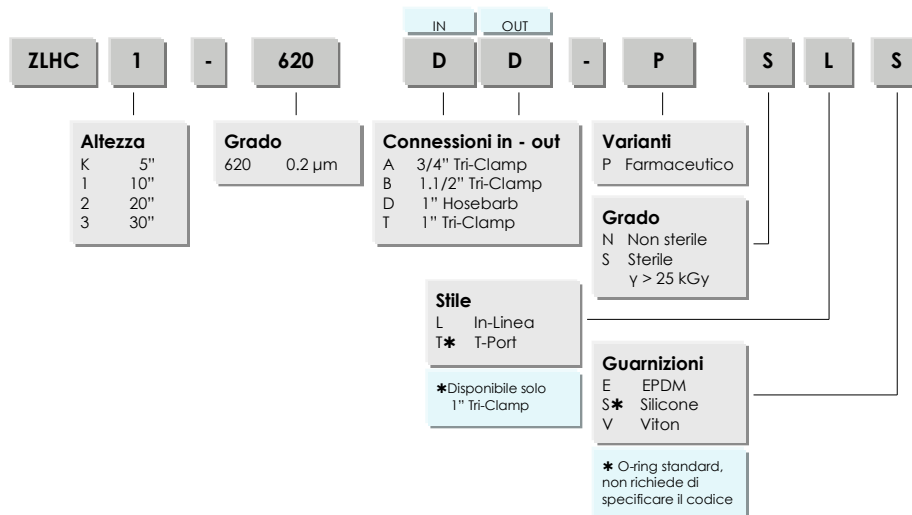 IN OUT
ZLHC 1 - 620 D D - P S L S
Altezza
K 5”
1 10”
2 20”
3 30”
Grado
620 0.2 µm
Connessioni in - out
A 3/4” Tri-Clamp
B 1.1/2” Tri-Clamp
D 1” Hosebarb
T 1” Tri-Clamp
Varianti
P Farmaceutico
Grado
N Non sterile
S Sterile
γ > 25 kGy
Stile
L In-Linea
T✱ T-Port
✱Disponibile solo
1” Tri-Clamp
Guarnizioni
E EPDM
S✱ Silicone
V Viton
✱ O-ring standard,
non richiede di
specificare il codice